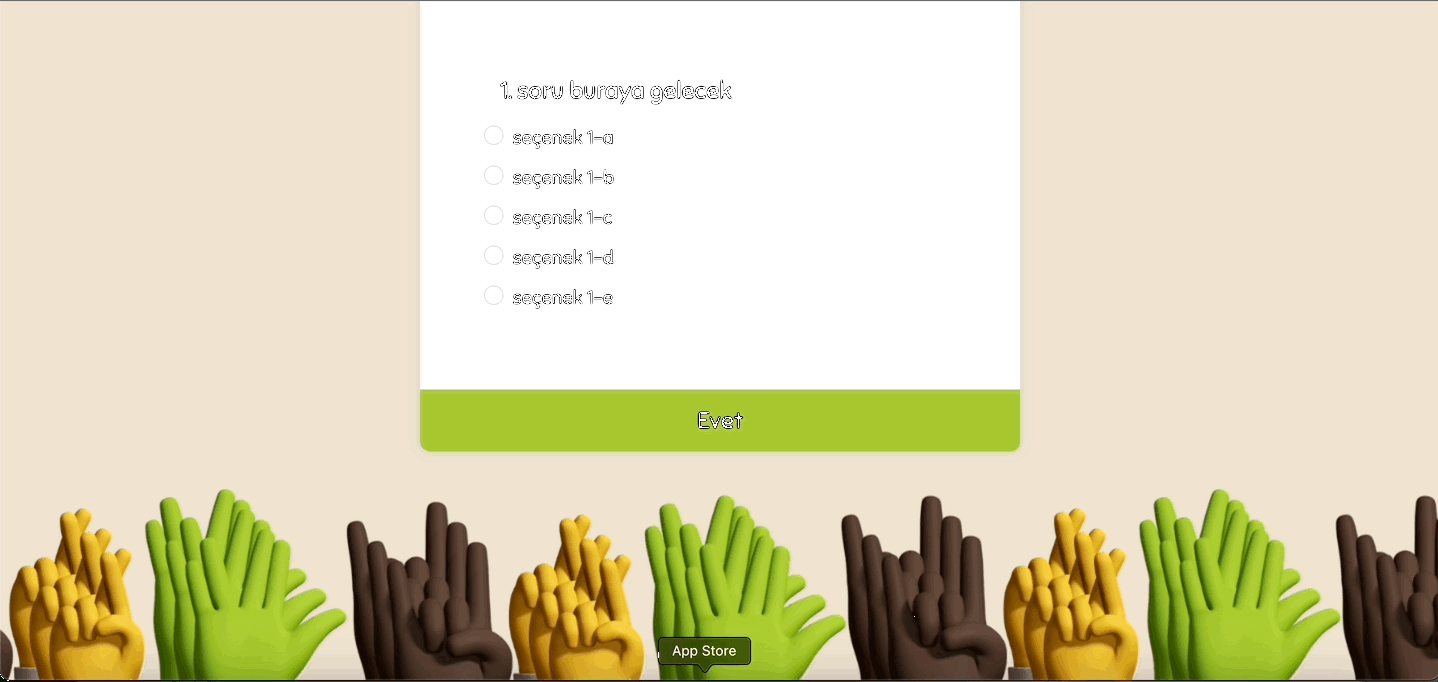 1. soru buraya gelecek
seçenek 1-a
seçenek 1-b
seçenek 1-c
seçenek 1-d
seçenek 1-e
Evet
App Store